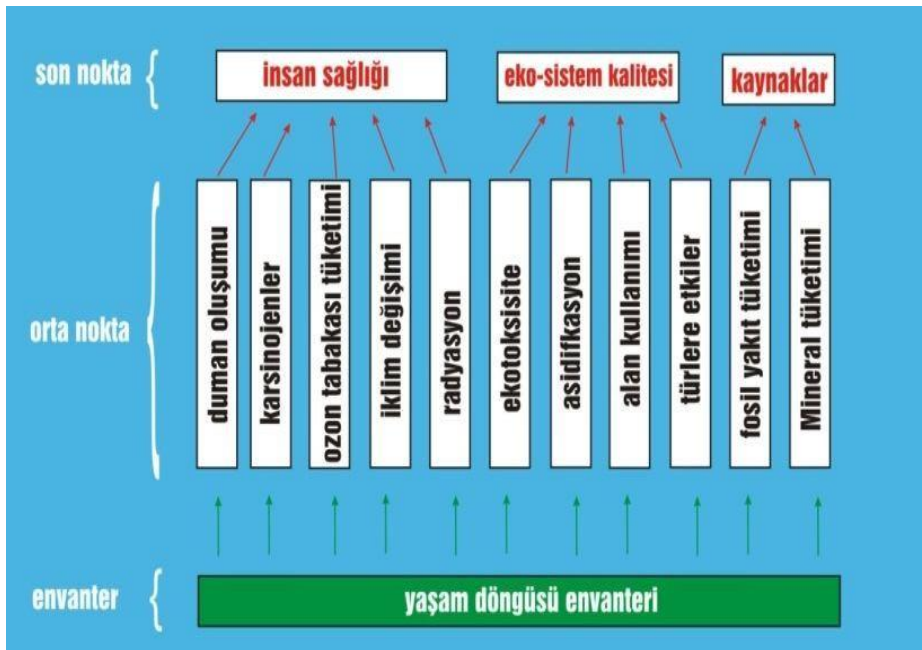 son nokta
insan sağlığı
eko-sistem kalitesi
kaynaklar
orta nokta
duman oluşumu
karsinojenler
ozon tabakası tüketimi
iklim değişimi
radyasyon
ekotoksisite
asidifkasyon
alan kullanımı
türlere etkiler
fosil yakıt tüketimi
Mineral tüketimi
envanter
yaşam döngüsü envanteri